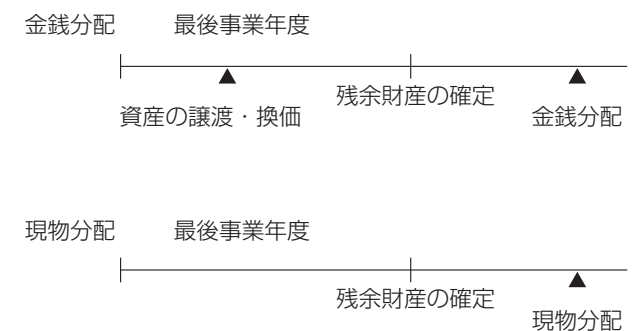 金銭分配 最後事業年度
残余財産の確定
資産の譲渡・換価 金銭分配
現物分配 最後事業年度
残余財産の確定
現物分配